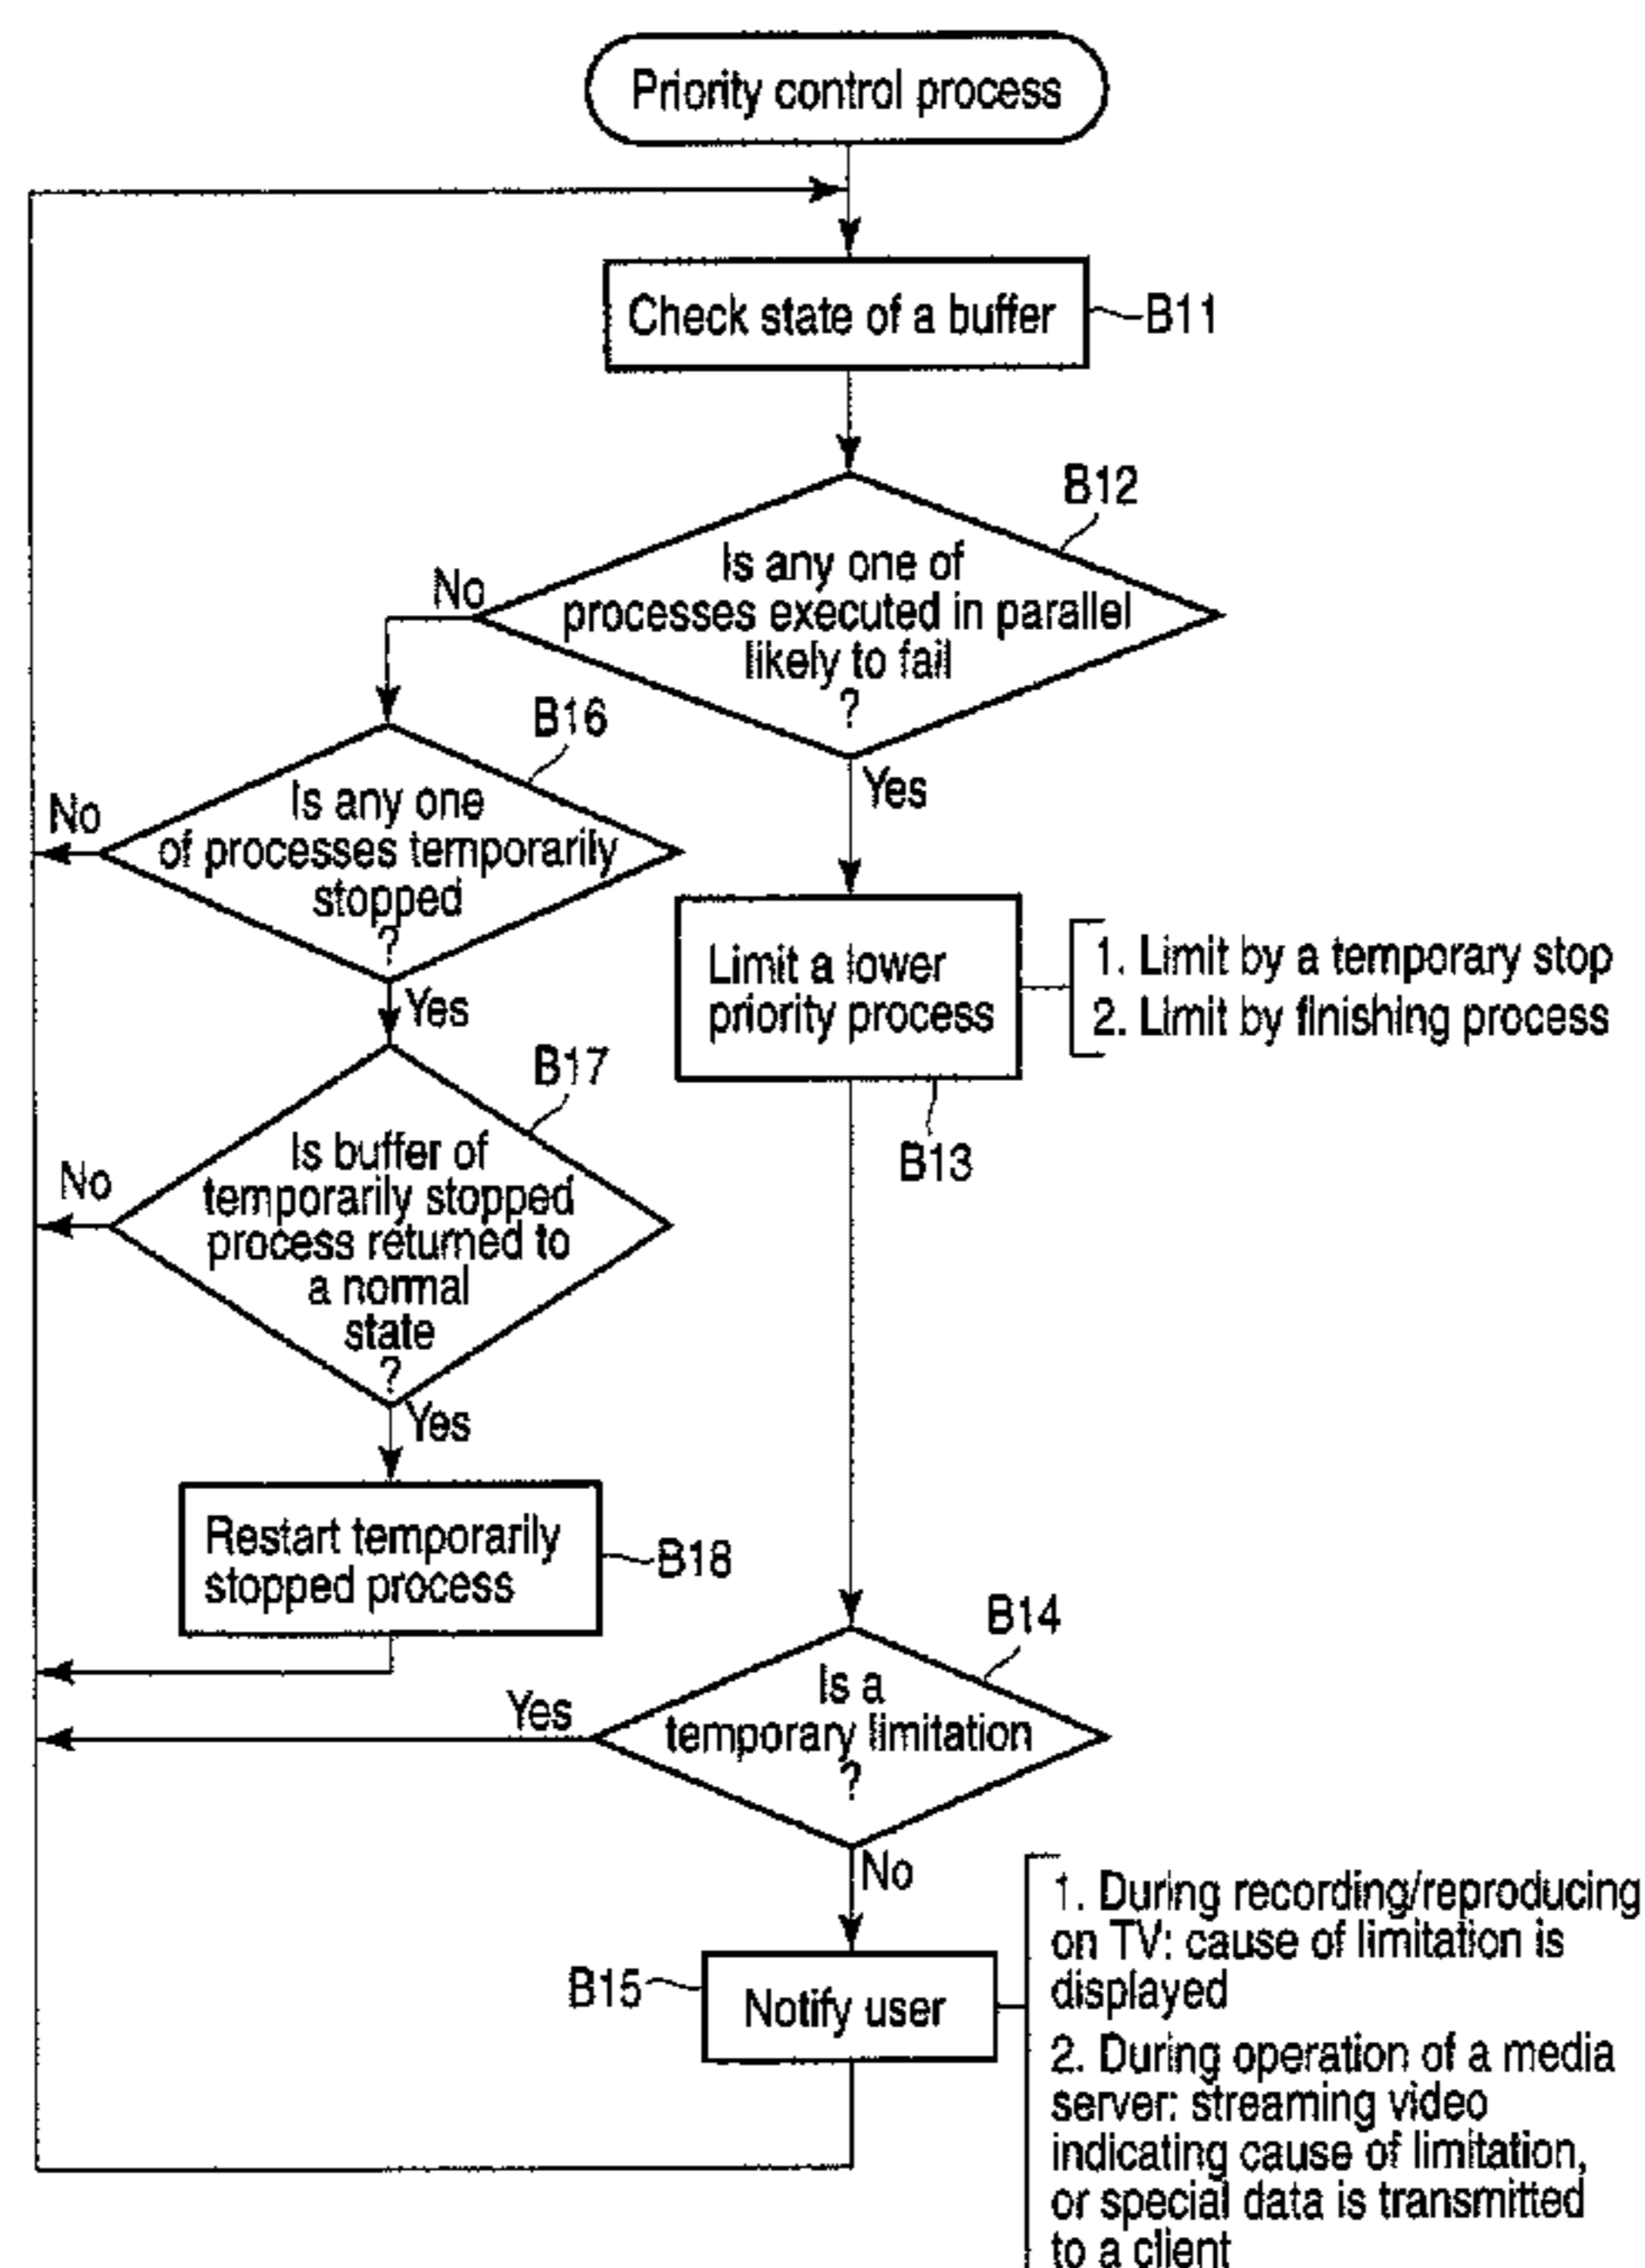 Priority control process
Check state of a buffer
B11
B12
Is any one of
processes executed in parallel
likely to fail
?
No
Yes
B16
Is any one
of processes temporarily
stopped
?
No
Yes
Limit a lower
priority process
B13
1. Limit by a temporary stop
2. Limit by finishing process
B17
Is buffer of
temporarily stopped
process returned to
a normal
state
?
No
Yes
Restart temporarily
stopped process
B18
B14
Is a
temporary limitation
?
Yes
No
B15
Notify user
1. During recording/reproducing
on TV: cause of limitation is
displayed
2. During operation of a media
server: streaming video
indicating cause of limitation,
or special data is transmitted
to a client